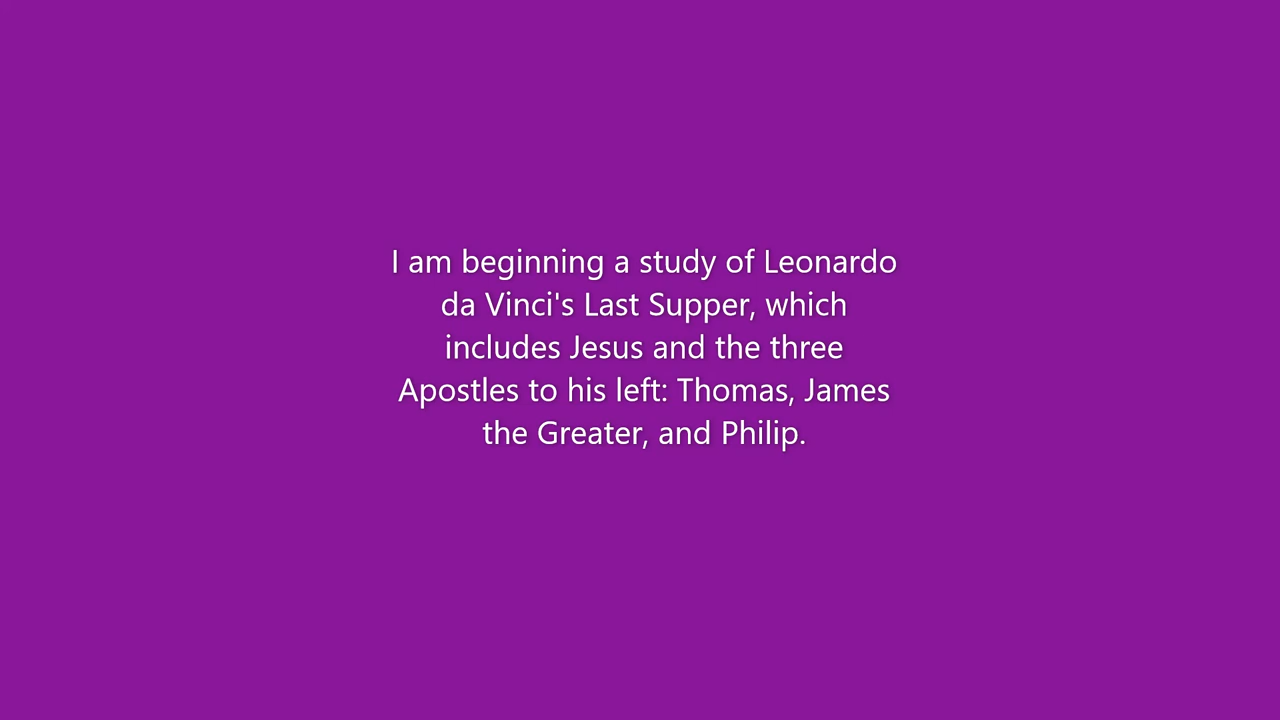 I am beginning a study of Leonardo
da Vinci's Last Supper, which
includes Jesus and the three
Apostles to his left: Thomas, James
the Greater, and Philip.